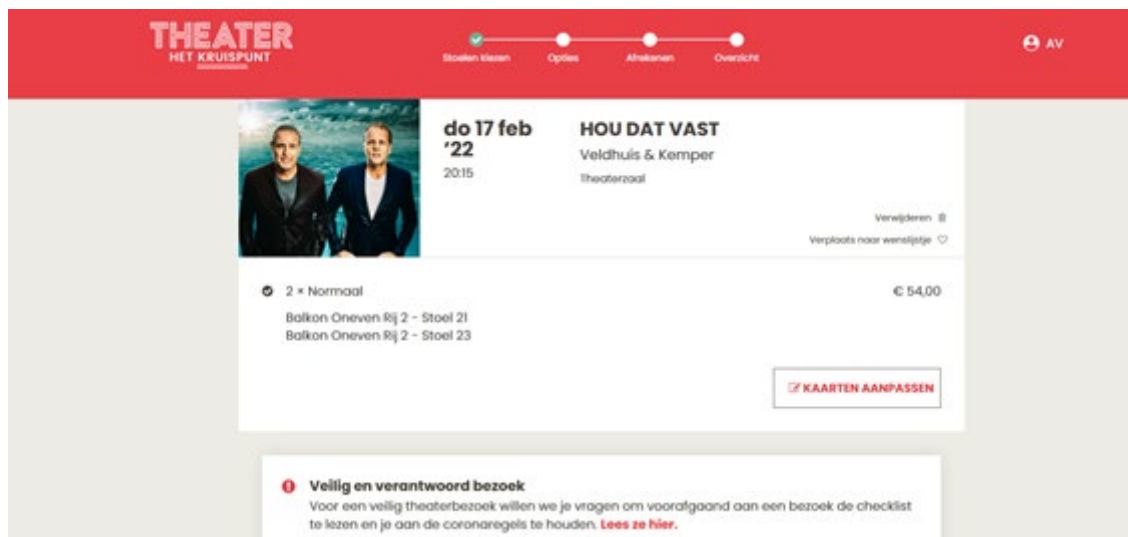 THEATER
HET KRUISPUNT
Stoelen kiezen
Opties
Afrekenen
Overzicht
AV
do 17 feb
'22
20:15
HOU DAT VAST
Veldhuis & Kemper
Theaterzaal
Verwijderen
Verplaats naar wenslijstje
2 × Normaal
€ 54,00
Balkon Oneven Rij 2 - Stoel 21
Balkon Oneven Rij 2 - Stoel 23
KAARTEN AANPASSEN
Veilig en verantwoord bezoek
Voor een veilig theaterbezoek willen we je vragen om voorafgaand aan een bezoek de checklist
te lezen en je aan de coronaregels te houden. Lees ze hier.